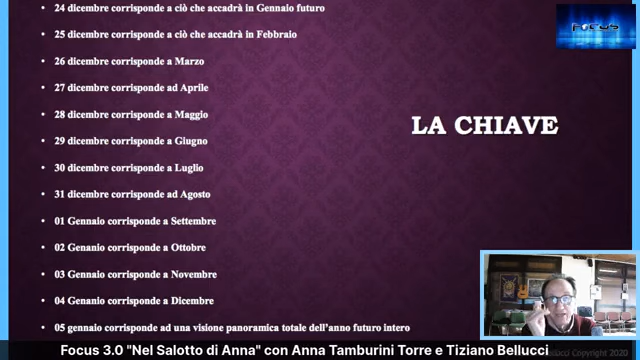 • 24 dicembre corrisponde a ciò che accadrà in Gennaio futuro
• 25 dicembre corrisponde a ciò che accadrà in Febbraio
• 26 dicembre corrisponde a Marzo
• 27 dicembre corrisponde ad Aprile
• 28 dicembre corrisponde a Maggio
• 29 dicembre corrisponde a Giugno
• 30 dicembre corrisponde a Luglio
• 31 dicembre corrisponde ad Agosto
• 01 Gennaio corrisponde a Settembre
• 02 Genanio corrisponde a Ottobre
• 03 Gennaio corrisponde a Novembre
• 04 Genanio corrisponde a Dicembre
• 05 gennaio corrisponde ad una visione panoramica totale dell'anno futuro intero
FOCUS
LA CHIAVE
Copyright 2020
Focus 3.0 "Nel Salotto di Anna" con Anna Tamburini Torre e Tiziano Bellucci